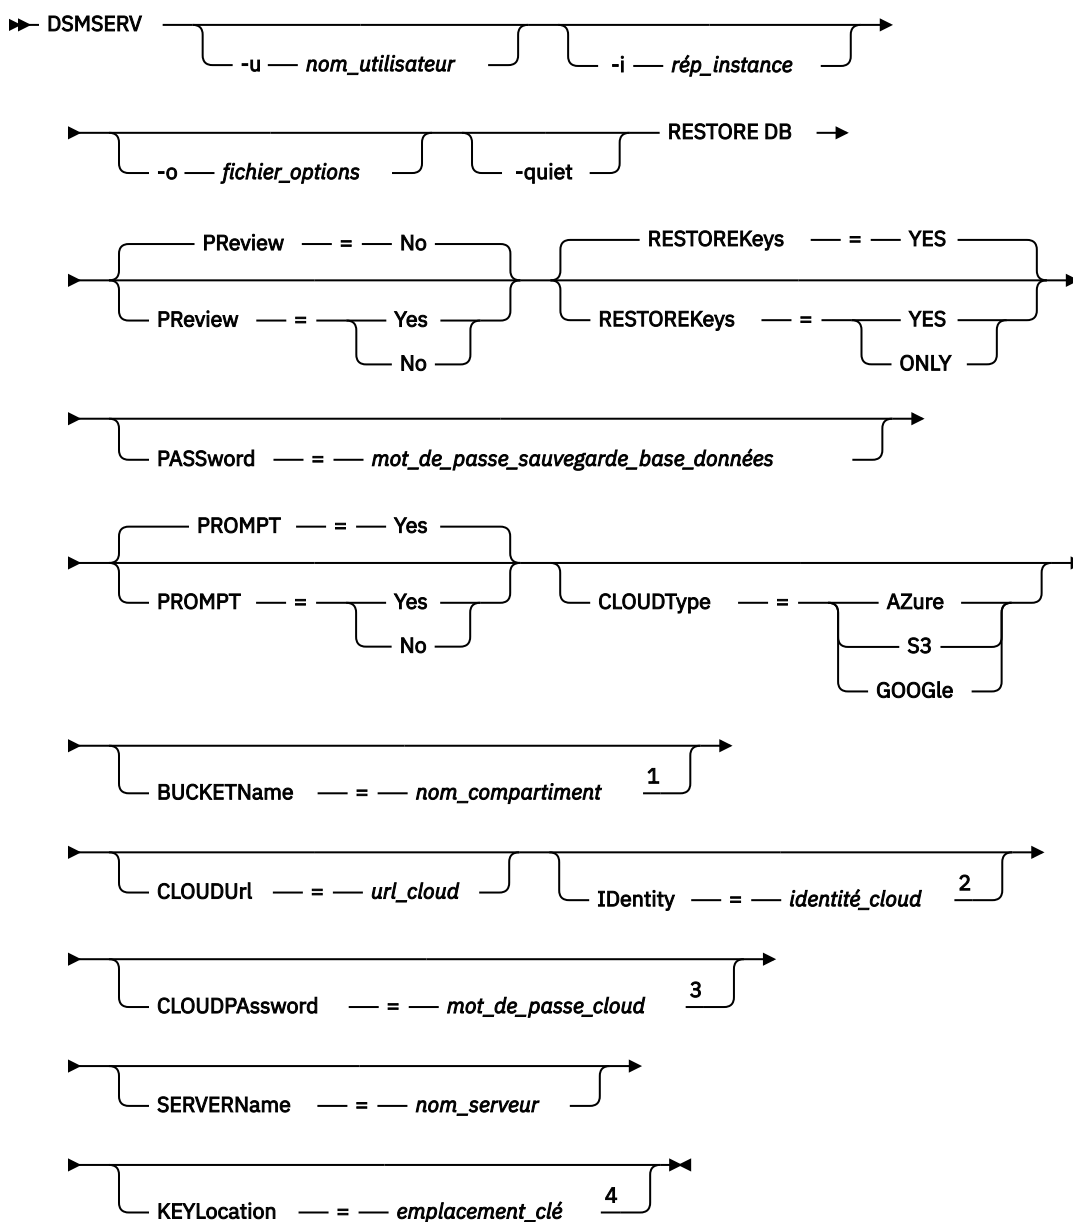 DSMSERV
-u nom_utilisateur
-i rép_instance
-o fichier_options
-quiet
RESTORE DB
PReview = No
PReview = Yes
No
RESTOREKeys = YES
RESTOREKeys = YES
ONLY
PASSword = mot_de_passe_sauvegarde_base_données
PROMPT = Yes
PROMPT = Yes
No
CLOUDType = AZure
S3
GOOGle
BUCKETName = nom_compartiment 1
CLOUDUrl = url_cloud
IDentity = identité_cloud 2
CLOUDPAssword = mot_de_passe_cloud 3
SERVERName = nom_serveur
KEYLocation = emplacement_clé 4